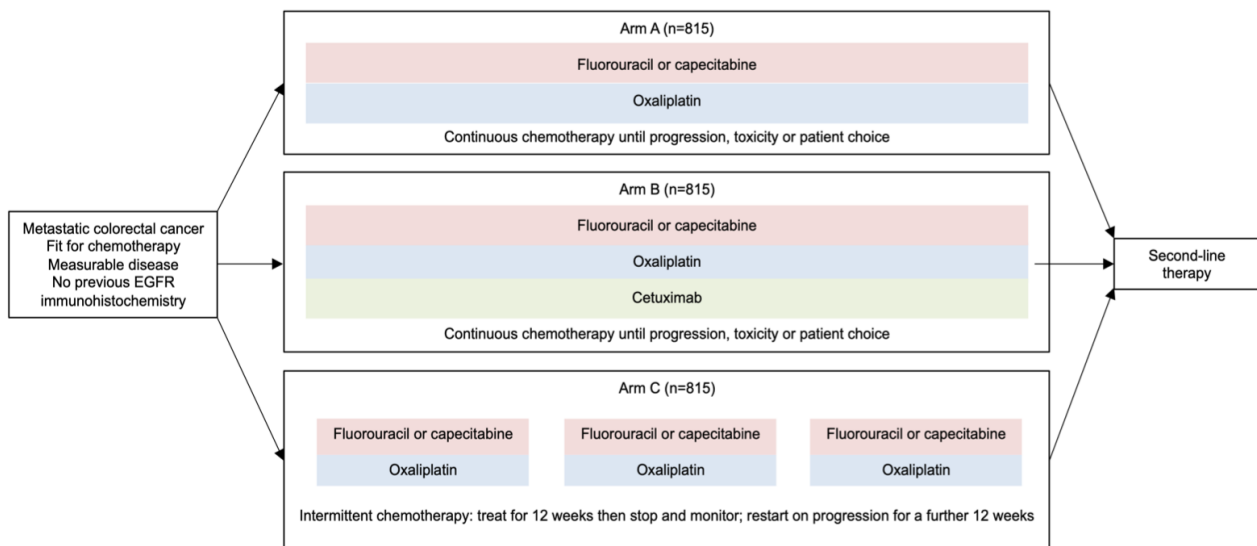 Metastatic colorectal cancer
Fit for chemotherapy
Measurable disease
No previous EGFR
immunohistochemistry
Arm A (n=815)
Fluorouracil or capecitabine
Oxaliplatin
Continuous chemotherapy until progression, toxicity or patient choice
Arm B (n=815)
Fluorouracil or capecitabine
Oxaliplatin
Cetuximab
Continuous chemotherapy until progression, toxicity or patient choice
Arm C (n=815)
Fluorouracil or capecitabine
Oxaliplatin
Fluorouracil or capecitabine
Oxaliplatin
Fluorouracil or capecitabine
Oxaliplatin
Intermittent chemotherapy: treat for 12 weeks then stop and monitor; restart on progression for a further 12 weeks
Second-line
therapy